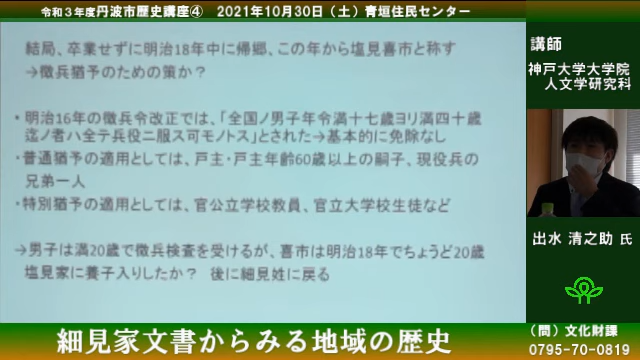 令和３年度丹波市歴史講座④　2021年10月30日（土）青垣住民センター
結局、卒業せずに明治18年中に帰郷、この年から塩見喜市と称す
→徴兵猶予のための策か？
・明治16年の徴兵令改正では、「全国ノ男子年令満十七歳ヨリ満四十歳
迄ノ者ハ全テ兵役ニ服ス可モノトス」とされた→基本的に免除なし
・普通猶予の適用としては、戸主・戸主年齢60歳以上の嗣子、現役兵の
兄弟一人
・特別猶予の適用としては、官公立学校教員、官立大学校生徒など
→男子は満20歳で徴兵検査を受けるが、喜市は明治18年でちょうど20歳
塩見家に養子入りしたか？　後に細見姓に戻る
講師
神戸大学大学院
人文学研究科
出水 清之助 氏
細見家文書からみる地域の歴史
（問）文化財課
0795-70-0819